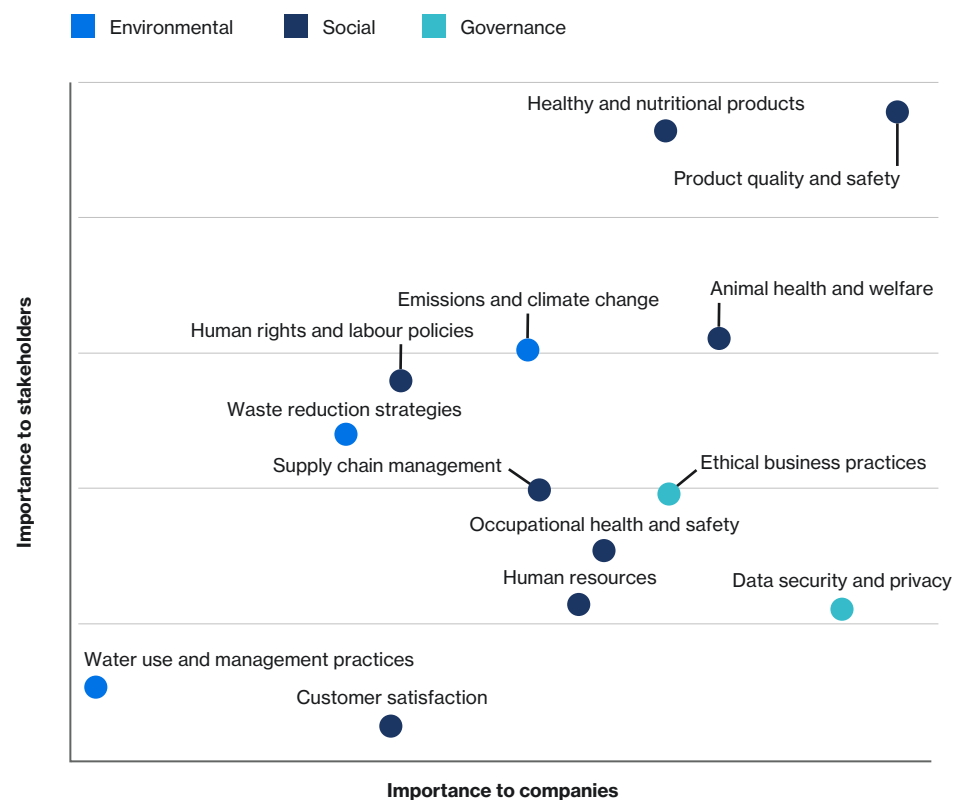 Environmental
Social
Governance
Healthy and nutritional products
Product quality and safety
Animal health and welfare
Emissions and climate change
Human rights and labour policies
Waste reduction strategies
Supply chain management
Ethical business practices
Occupational health and safety
Human resources
Data security and privacy
Water use and management practices
Customer satisfaction
Importance to stakeholders
Importance to companies